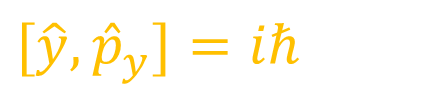 [ŷ, p̂_y] = iħ